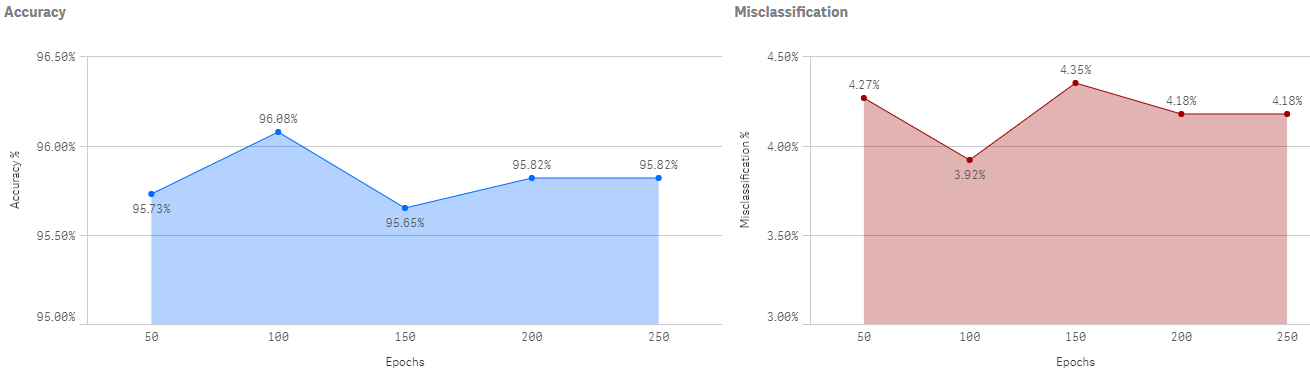 Accuracy
96.50%
96.00%
95.50%
95.00%
Accuracy %
95.73%
96.08%
95.65%
95.82%
95.82%
50 100 150 200 250
Epochs
Misclassification
4.50%
4.00%
3.50%
3.00%
Misclassification %
4.27%
3.92%
4.35%
4.18%
4.18%
50 100 150 200 250
Epochs